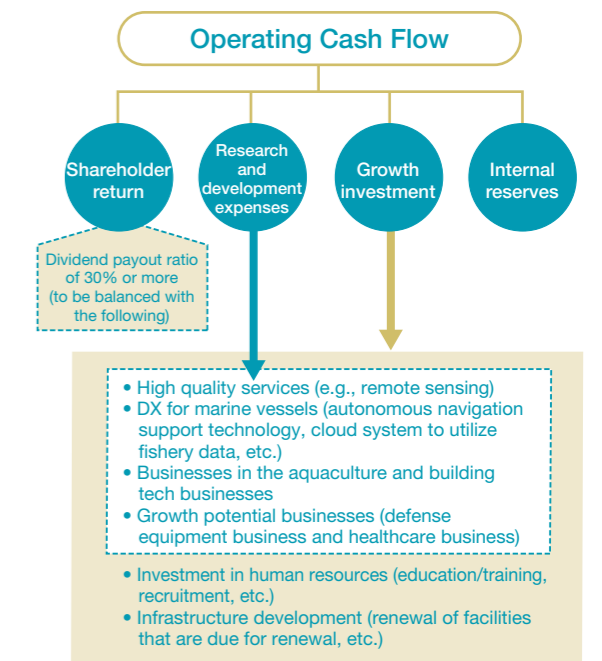 Operating Cash Flow
Shareholder
return
Research
and
development
expenses
Growth
investment
Internal
reserves
Dividend payout ratio
of 30% or more
(to be balanced with
the following)
• High quality services (e.g., remote sensing)
• DX for marine vessels (autonomous navigation
support technology, cloud system to utilize
fishery data, etc.)
• Businesses in the aquaculture and building
tech businesses
• Growth potential businesses (defense
equipment business and healthcare business)
• Investment in human resources (education/training,
recruitment, etc.)
• Infrastructure development (renewal of facilities
that are due for renewal, etc.)